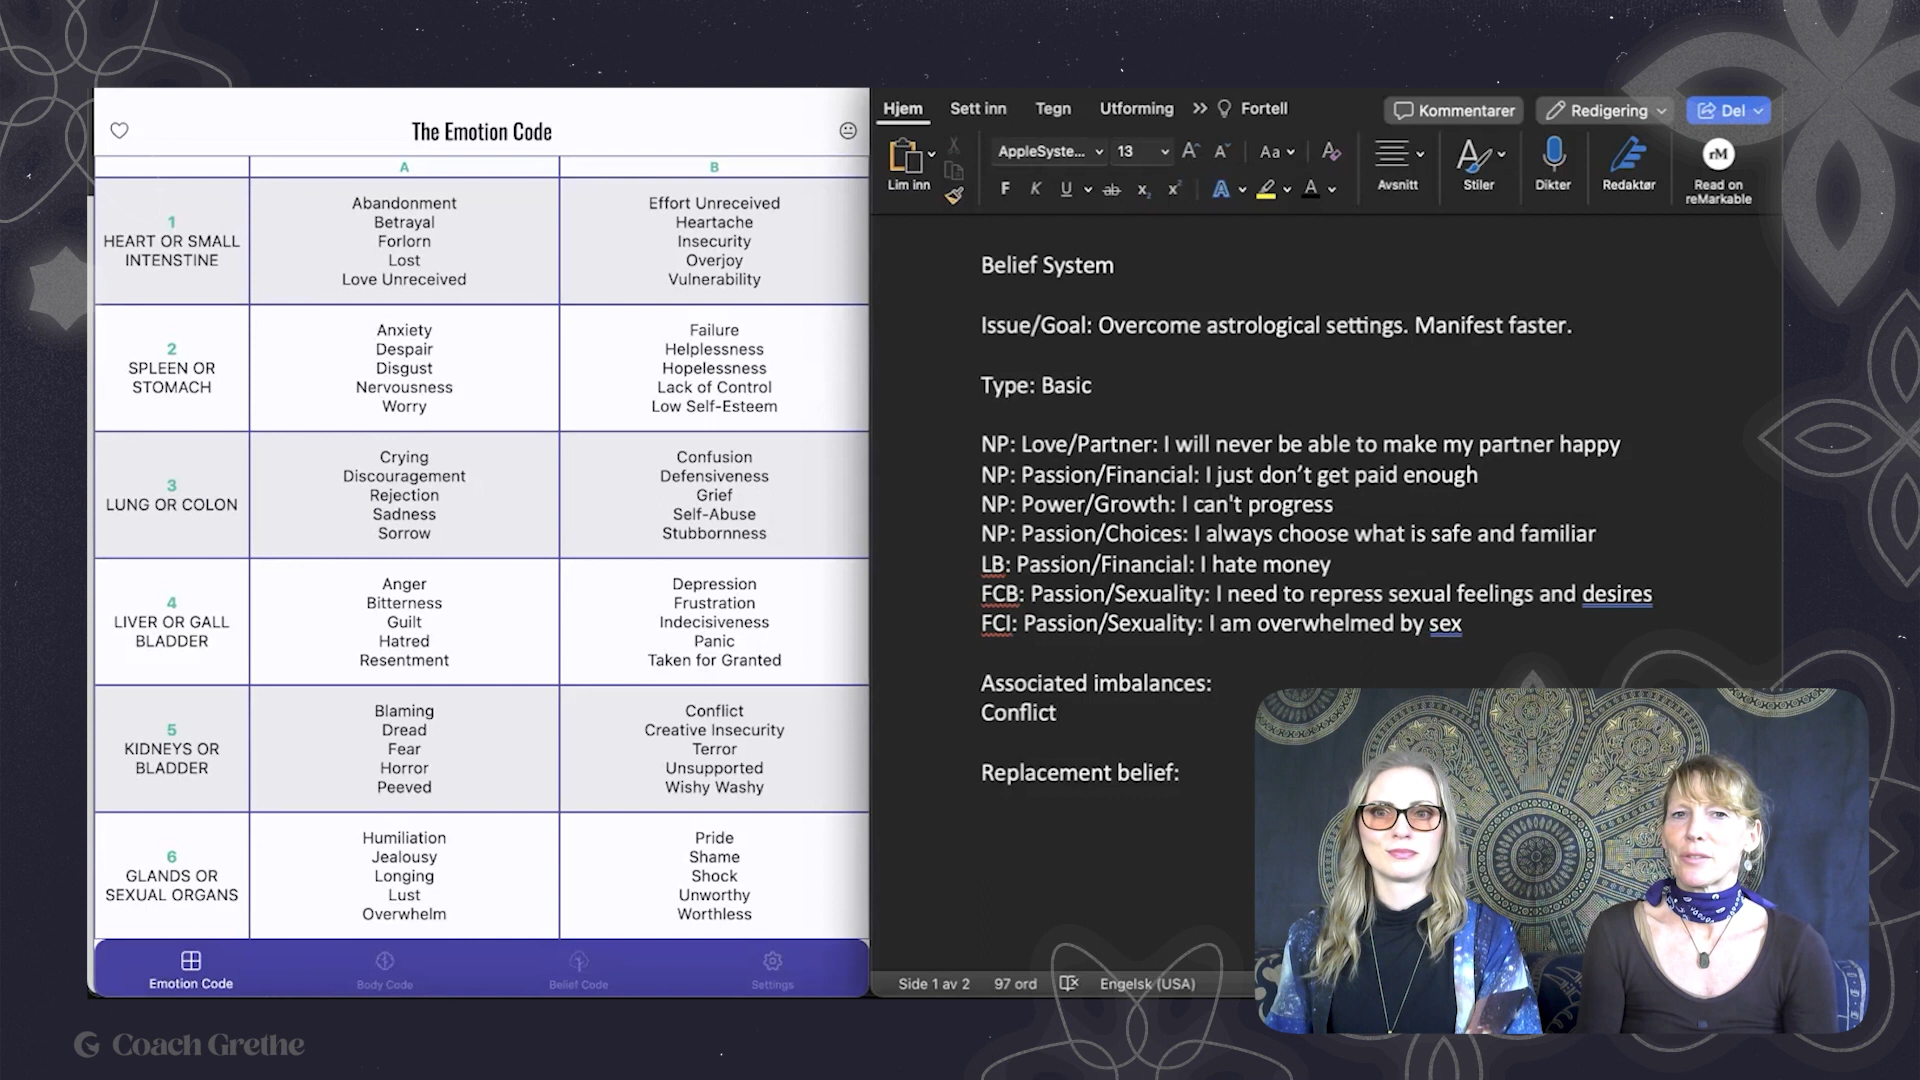 The Emotion Code
A
B
1
HEART OR SMALL
INTENSTINE
Abandonment
Betrayal
Forlorn
Lost
Love Unreceived
Effort Unreceived
Heartache
Insecurity
Overjoy
Vulnerability
2
SPLEEN OR
STOMACH
Anxiety
Despair
Disgust
Nervousness
Worry
Failure
Helplessness
Hopelessness
Lack of Control
Low Self-Esteem
3
LUNG OR COLON
Crying
Discouragement
Rejection
Sadness
Sorrow
Confusion
Defensiveness
Grief
Self-Abuse
Stubbornness
4
LIVER OR GALL
BLADDER
Anger
Bitterness
Guilt
Hatred
Resentment
Depression
Frustration
Indecisiveness
Panic
Taken for Granted
5
KIDNEYS OR
BLADDER
Blaming
Dread
Fear
Horror
Peeved
Conflict
Creative Insecurity
Terror
Unsupported
Wishy Washy
6
GLANDS OR
SEXUAL ORGANS
Humiliation
Jealousy
Longing
Lust
Overwhelm
Pride
Shame
Shock
Unworthy
Worthless
Emotion Code
Body Code
Belief Code
Settings
Hjem Sett inn Tegn Utforming Fortell
Kommentarer Redigering Del
Lim inn
AppleSyste... 13 Aa
F K U ab x₂ x² A A
Avsnitt
Stiler
Dikter
Redaktør
rM
Read on
reMarkable
Belief System
Issue/Goal: Overcome astrological settings. Manifest faster.
Type: Basic
NP: Love/Partner: I will never be able to make my partner happy
NP: Passion/Financial: I just don’t get paid enough
NP: Power/Growth: I can't progress
NP: Passion/Choices: I always choose what is safe and familiar
LB: Passion/Financial: I hate money
FCB: Passion/Sexuality: I need to repress sexual feelings and desires
FCI: Passion/Sexuality: I am overwhelmed by sex
Associated imbalances:
Conflict
Replacement belief:
Side 1 av 2 97 ord Engelsk (USA)
Coach Grethe